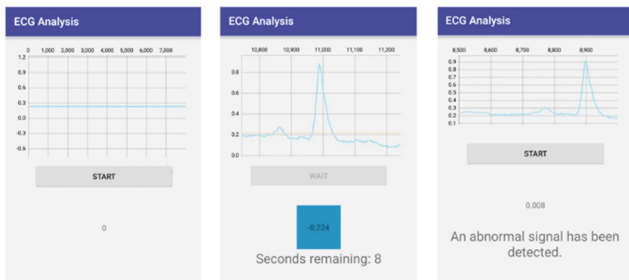 ECG Analysis
0 1,000 2,000 3,000 4,000 5,000 6,000 7,000
1.2
0.9
0.6
0.3
0.0
-0.3
-0.6
START
0
ECG Analysis
10,800 10,900 11,000 11,100 11,200
0.8
0.6
0.4
0.2
0.0
WAIT
-0.224
Seconds remaining: 8
ECG Analysis
8,500 8,600 8,700 8,800 8,900
0.9
0.8
0.7
0.6
0.5
0.4
0.3
0.2
0.1
START
0.008
An abnormal signal has been
detected.